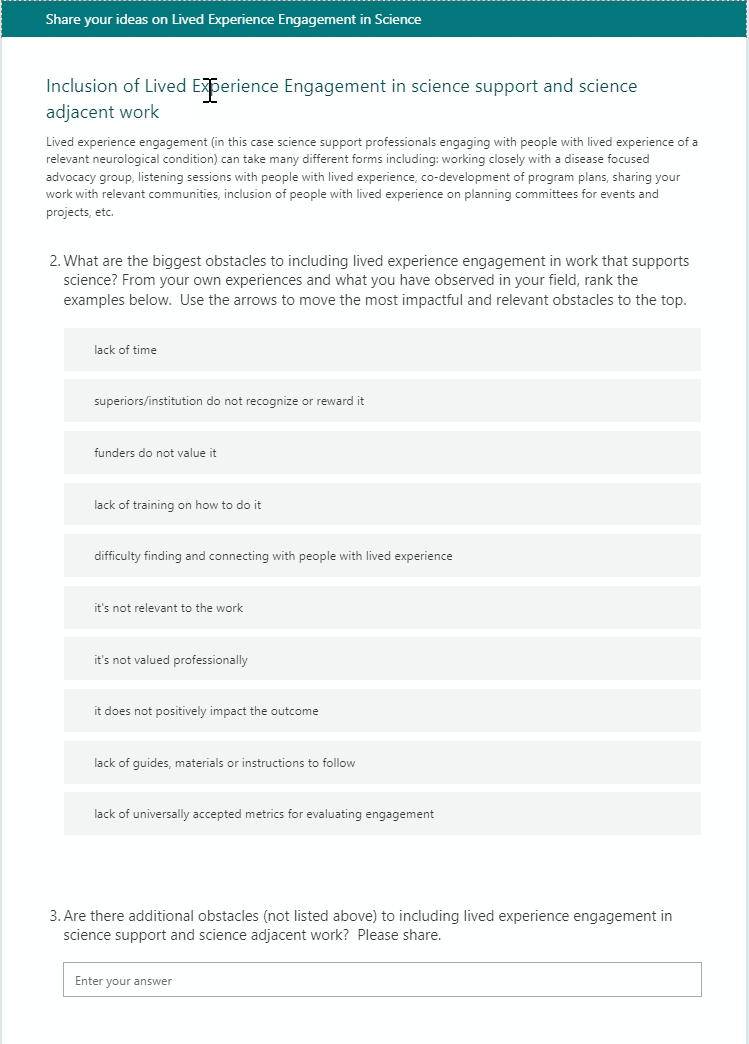 Share your ideas on Lived Experience Engagement in Science
Inclusion of Lived Experience Engagement in science support and science
adjacent work
Lived experience engagement (in this case science support professionals engaging with people with lived experience of a
relevant neurological condition) can take many different forms including: working closely with a disease focused
advocacy group, listening sessions with people with lived experience, co-development of program plans, sharing your
work with relevant communities, inclusion of people with lived experience on planning committees for events and
projects, etc.
2. What are the biggest obstacles to including lived experience engagement in work that supports
science? From your own experiences and what you have observed in your field, rank the
examples below.  Use the arrows to move the most impactful and relevant obstacles to the top.
lack of time
superiors/institution do not recognize or reward it
funders do not value it
lack of training on how to do it
difficulty finding and connecting with people with lived experience
it's not relevant to the work
it's not valued professionally
it does not positively impact the outcome
lack of guides, materials or instructions to follow
lack of universally accepted metrics for evaluating engagement
3. Are there additional obstacles (not listed above) to including lived experience engagement in
science support and science adjacent work?  Please share.
Enter your answer